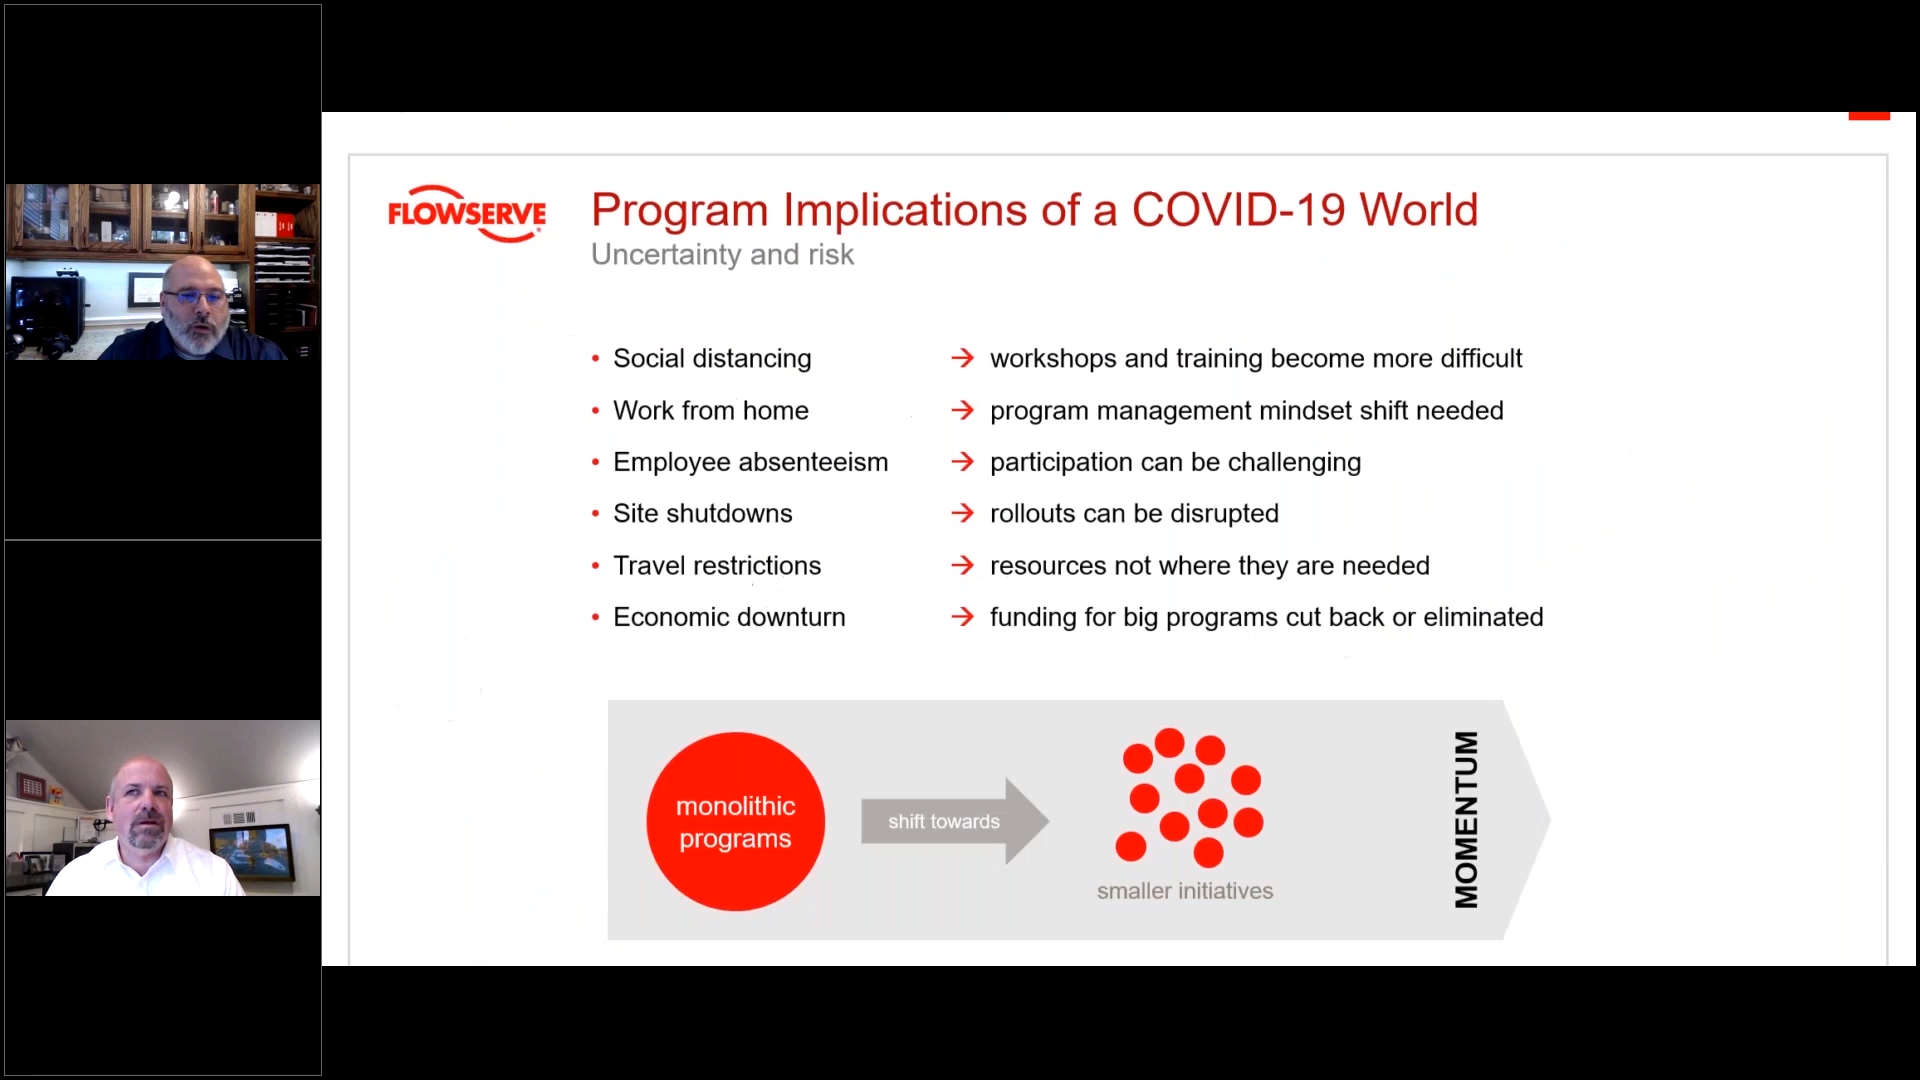 FLOWSERVE
Program Implications of a COVID-19 World
Uncertainty and risk
• Social distancing → workshops and training become more difficult
• Work from home → program management mindset shift needed
• Employee absenteeism → participation can be challenging
• Site shutdowns → rollouts can be disrupted
• Travel restrictions → resources not where they are needed
• Economic downturn → funding for big programs cut back or eliminated
monolithic
programs
shift towards
smaller initiatives
MOMENTUM